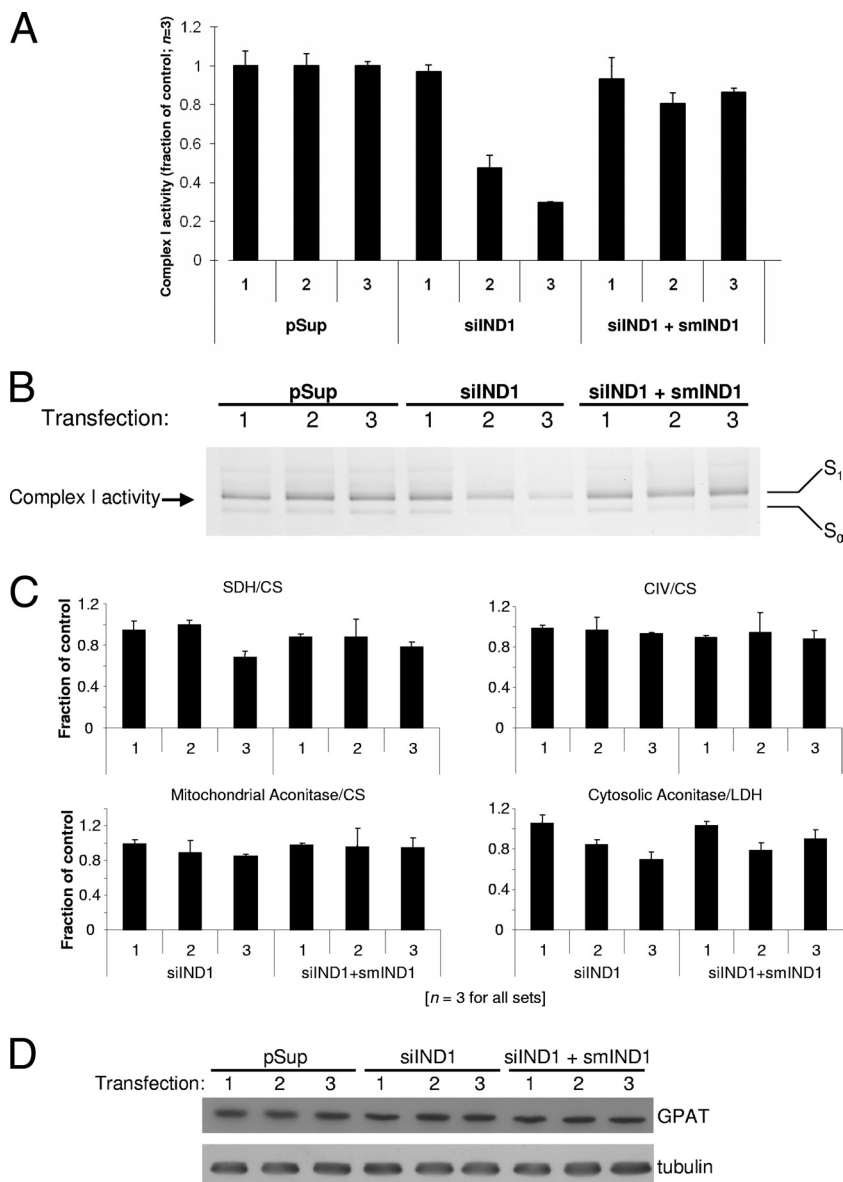 A
Complex I activity (fraction of control; n=3)
1.2
1
0.8
0.6
0.4
0.2
0
1 2 3 1 2 3 1 2 3
pSup siIND1 siIND1 + smIND1
B
pSup siIND1 siIND1 + smIND1
Transfection: 1 2 3 1 2 3 1 2 3
Complex I activity
S1
S0
C
SDH/CS
Fraction of control
1.2
0.8
0.4
0
1 2 3 1 2 3
CIV/CS
1.2
0.8
0.4
0
1 2 3 1 2 3
Mitochondrial Aconitase/CS
Fraction of control
1.2
0.8
0.4
0
1 2 3 1 2 3
siIND1 siIND1+smIND1
Cytosolic Aconitase/LDH
1.2
0.8
0.4
0
1 2 3 1 2 3
siIND1 siIND1+smIND1
[n = 3 for all sets]
D
pSup siIND1 siIND1 + smIND1
Transfection: 1 2 3 1 2 3 1 2 3
GPAT
tubulin